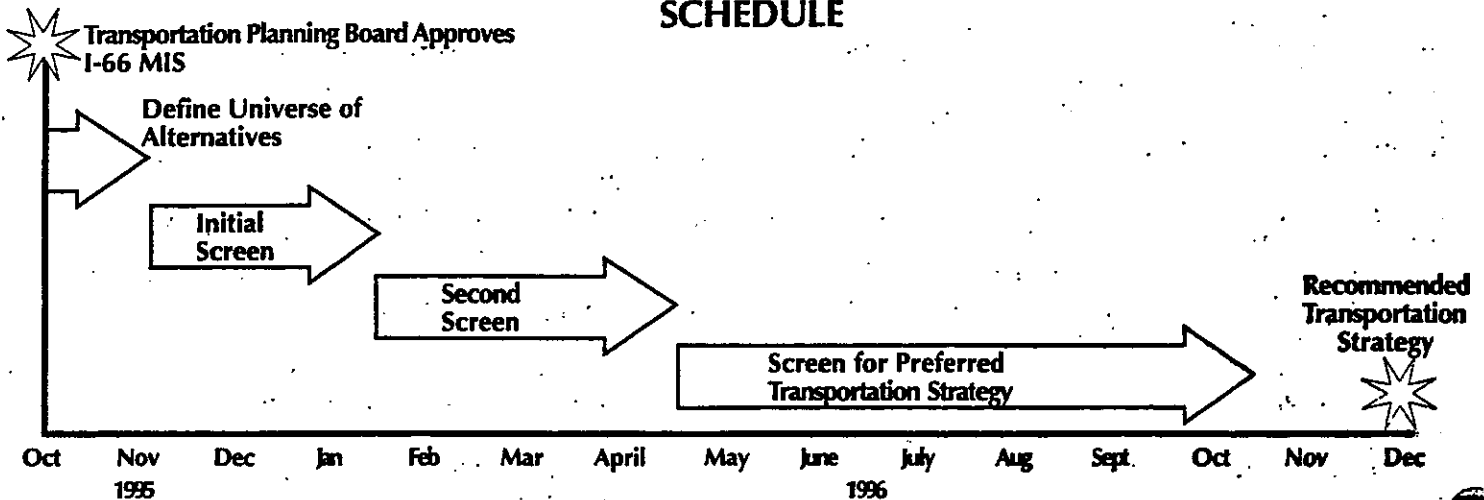 SCHEDULE
Transportation Planning Board Approves
I-66 MIS
Define Universe of
Alternatives
Initial
Screen
Second
Screen
Screen for Preferred
Transportation Strategy
Recommended
Transportation
Strategy
Oct Nov Dec Jan Feb Mar April May June July Aug Sept Oct Nov Dec
1995 1996